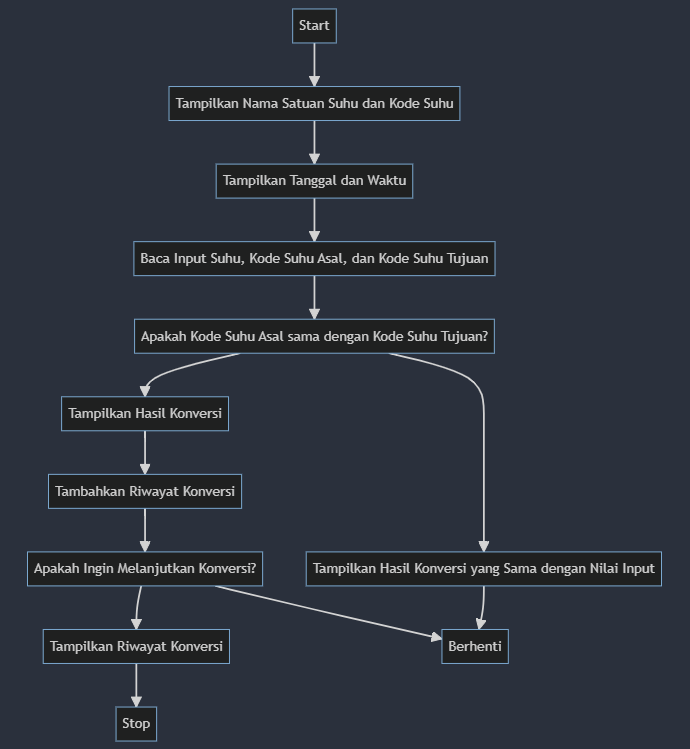 Start
Tampilkan Nama Satuan Suhu dan Kode Suhu
Tampilkan Tanggal dan Waktu
Baca Input Suhu, Kode Suhu Asal, dan Kode Suhu Tujuan
Apakah Kode Suhu Asal sama dengan Kode Suhu Tujuan?
Tampilkan Hasil Konversi
Tambahkan Riwayat Konversi
Apakah Ingin Melanjutkan Konversi?
Tampilkan Hasil Konversi yang Sama dengan Nilai Input
Tampilkan Riwayat Konversi
Berhenti
Stop